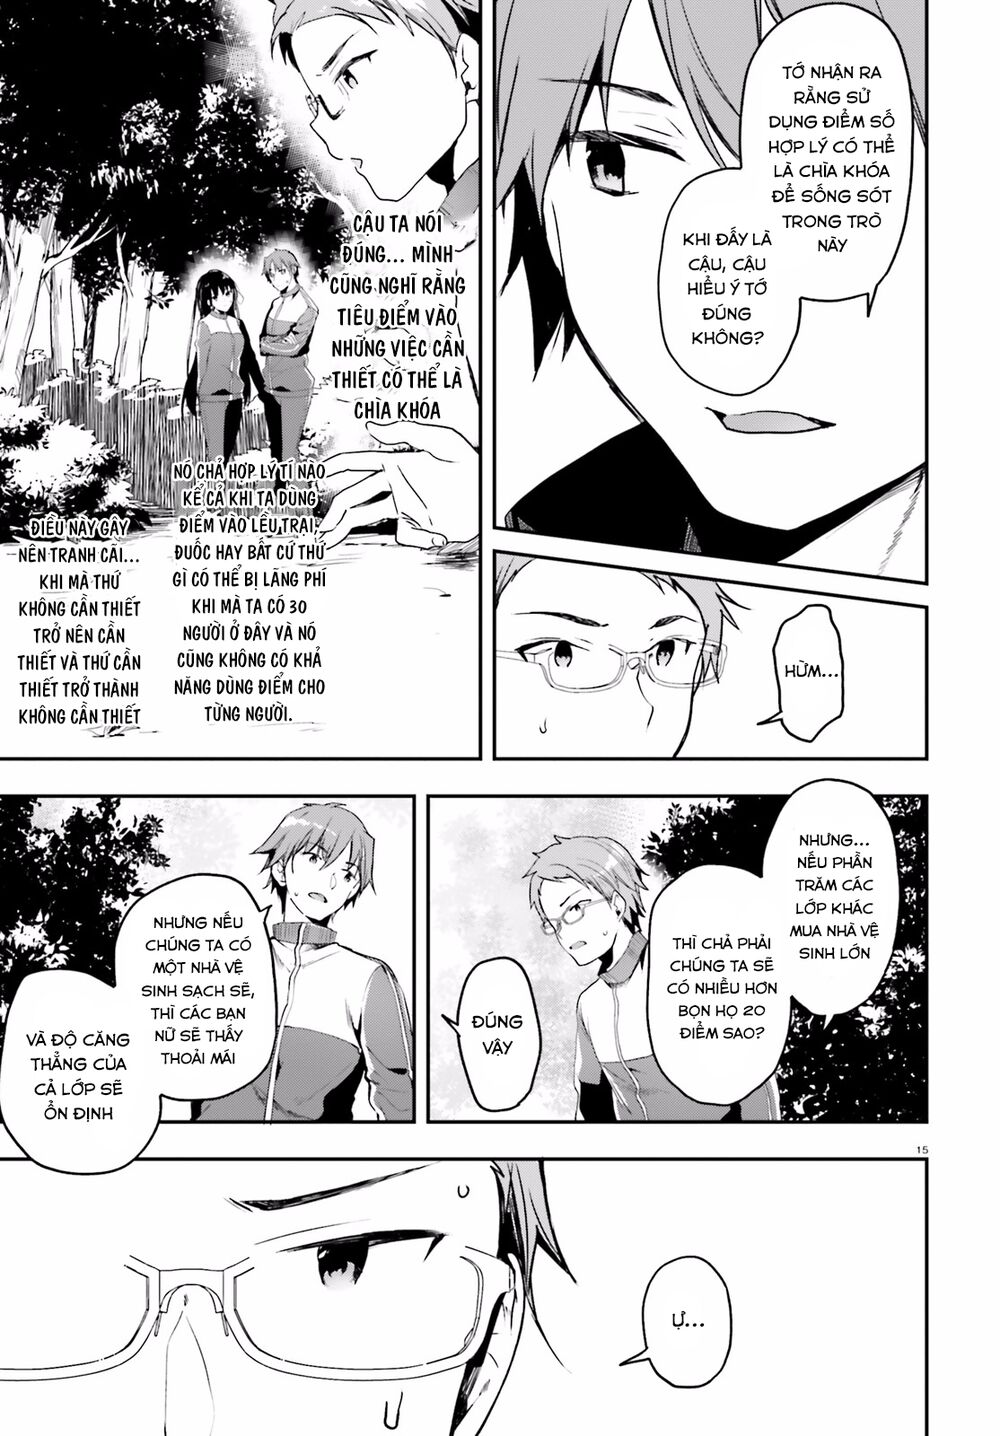 TỚ NHẬN RA
RẰNG SỬ
DỤNG ĐIỂM SỐ
HỢP LÝ CÓ THỂ
LÀ CHÌA KHÓA
ĐỂ SỐNG SÓT
TRONG TRÒ
NÀY
KHI ĐẤY LÀ
CẬU, CẬU
HIỂU Ý TỚ
ĐÚNG
KHÔNG?
HỪM...
CẬU TA NÓI
ĐÚNG... MÌNH
CŨNG NGHĨ RẰNG
TIÊU ĐIỂM VÀO
NHỮNG VIỆC CẦN
THIẾT CÓ THỂ LÀ
CHÌA KHÓA
NÓ CHẢ HỢP LÝ TÍ NÀO
KỂ CẢ KHI TA DÙNG
ĐIỂM VÀO LỀU TRẠI,
ĐUỐC HAY BẤT CỨ THỨ
GÌ CÓ THỂ BỊ LÃNG PHÍ
KHI MÀ TA CÓ 30
NGƯỜI Ở ĐÂY VÀ NÓ
CŨNG KHÔNG CÓ KHẢ
NĂNG DÙNG ĐIỂM CHO
TỪNG NGƯỜI.
ĐIỀU NÀY GÂY
NÊN TRANH CÃI...
KHI MÀ THỨ
KHÔNG CẦN THIẾT
TRỞ NÊN CẦN
THIẾT VÀ THỨ CẦN
THIẾT TRỞ THÀNH
KHÔNG CẦN THIẾT
NHƯNG...
NẾU PHẦN
TRĂM CÁC
LỚP KHÁC
MUA NHÀ VỆ
SINH LỚN
THÌ CHẢ PHẢI
CHÚNG TA SẼ
CÓ NHIỀU HƠN
BỌN HỌ 20
ĐIỂM SAO?
ĐÚNG
VẬY
NHƯNG NẾU
CHÚNG TA CÓ
MỘT NHÀ VỆ
SINH SẠCH SẼ,
THÌ CÁC BẠN
NỮ SẼ THẤY
THOẢI MÁI
VÀ ĐỘ CĂNG
THẲNG CỦA
CẢ LỚP SẼ
ỔN ĐỊNH
15
Ự...